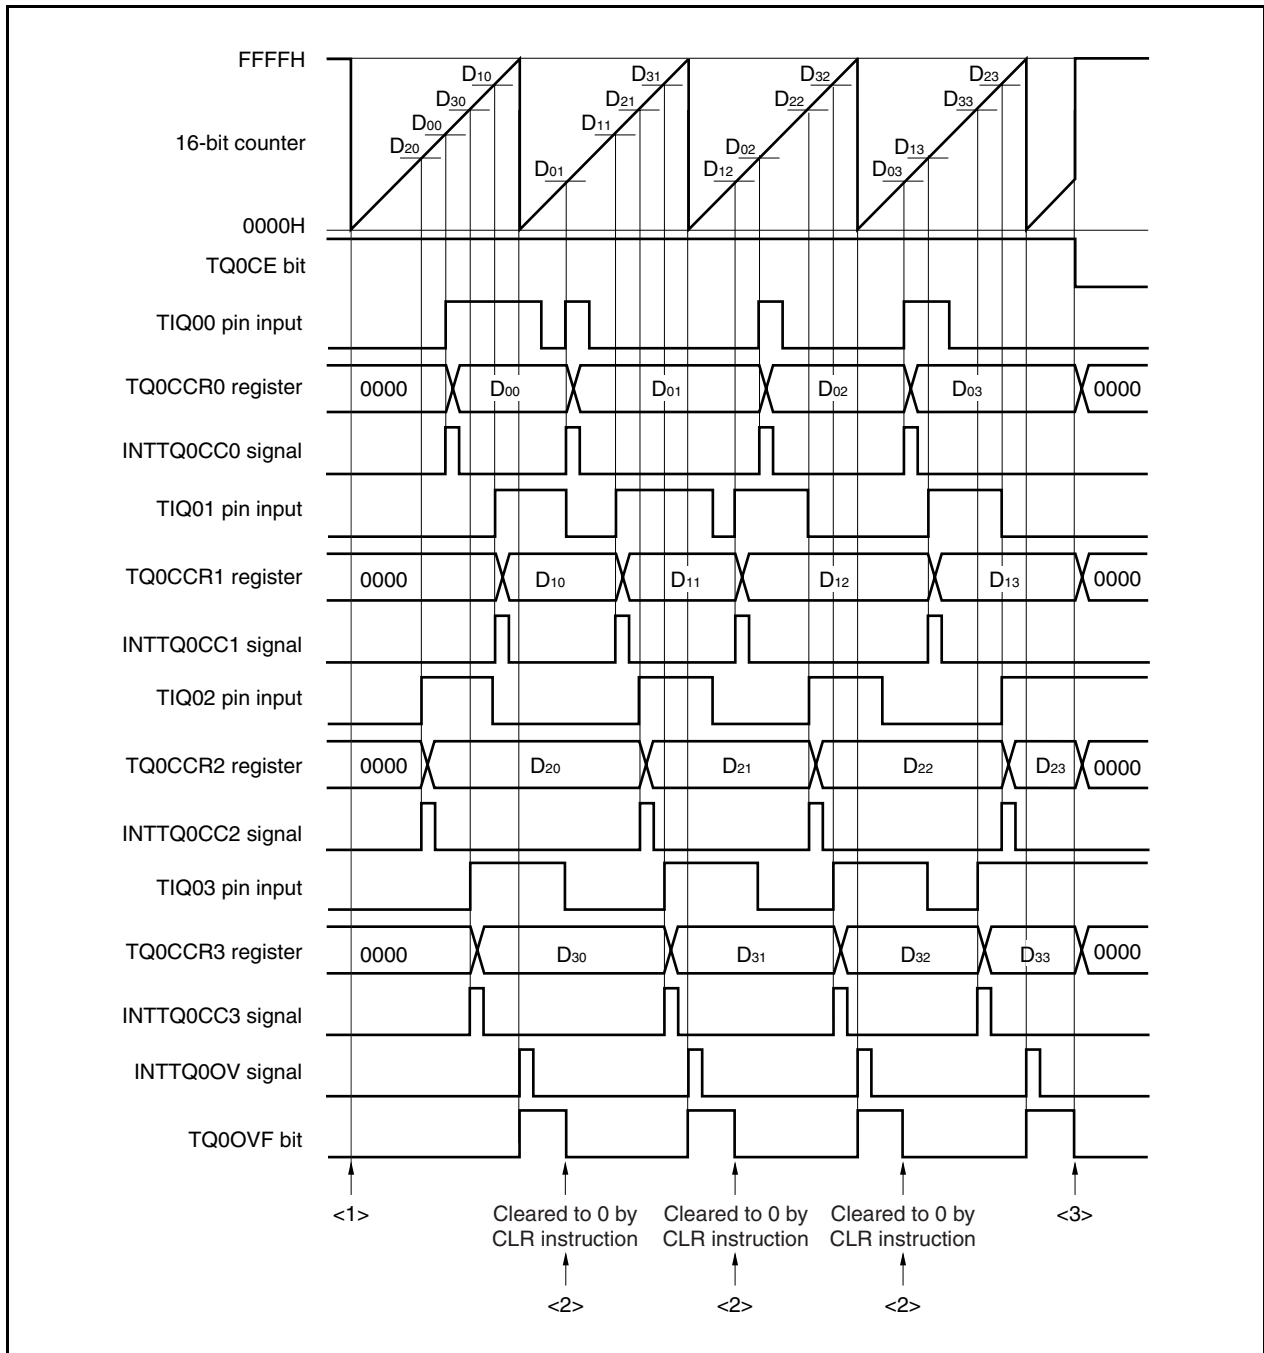 FFFFH
16-bit counter
0000H
D10
D30
D00
D20
D31
D21
D11
D01
D32
D22
D02
D12
D23
D33
D13
D03
TQ0CE bit
TIQ00 pin input
TQ0CCR0 register 0000 D00 D01 D02 D03 0000
INTTQ0CC0 signal
TIQ01 pin input
TQ0CCR1 register 0000 D10 D11 D12 D13 0000
INTTQ0CC1 signal
TIQ02 pin input
TQ0CCR2 register 0000 D20 D21 D22 D23 0000
INTTQ0CC2 signal
TIQ03 pin input
TQ0CCR3 register 0000 D30 D31 D32 D33 0000
INTTQ0CC3 signal
INTTQ0OV signal
TQ0OVF bit
<1>
Cleared to 0 by
CLR instruction
<2>
Cleared to 0 by
CLR instruction
<2>
Cleared to 0 by
CLR instruction
<2>
<3>